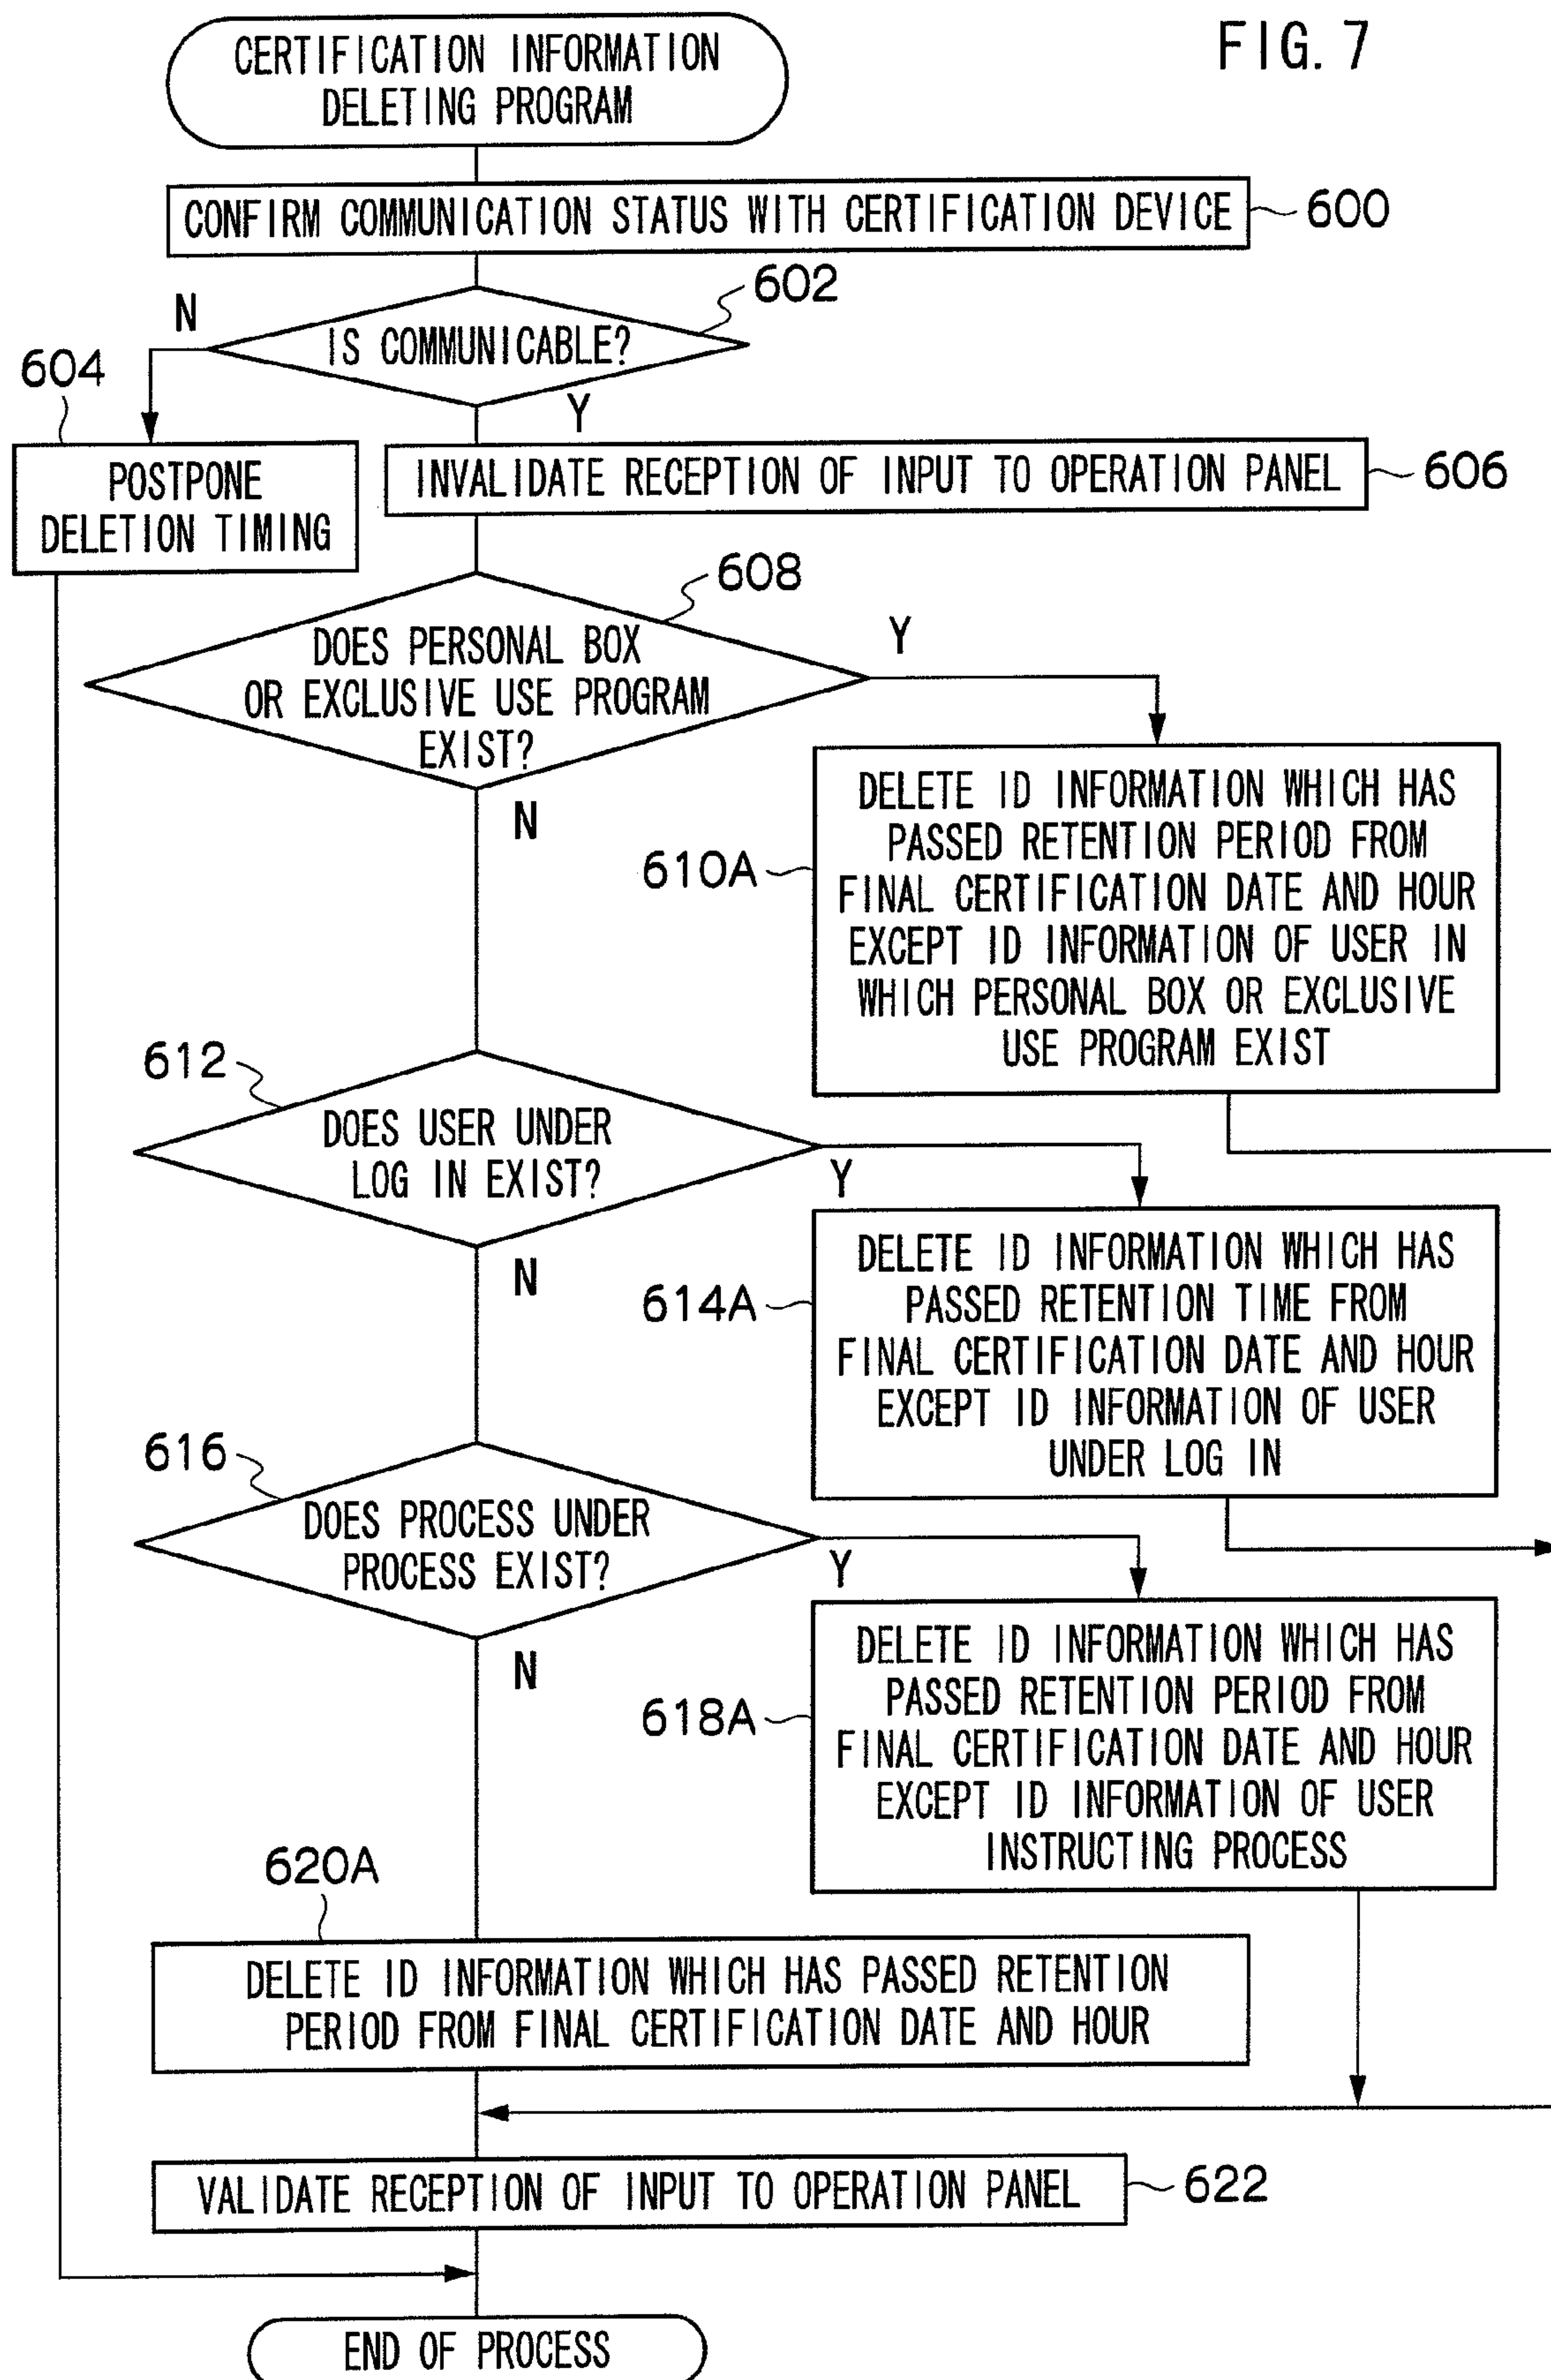 FIG. 7
CERTIFICATION INFORMATION
DELETING PROGRAM
CONFIRM COMMUNICATION STATUS WITH CERTIFICATION DEVICE
600
602
N
IS COMMUNICABLE?
604
Y
POSTPONE
DELETION TIMING
INVALIDATE RECEPTION OF INPUT TO OPERATION PANEL
606
608
DOES PERSONAL BOX
OR EXCLUSIVE USE PROGRAM
EXIST?
Y
N
610A
DELETE ID INFORMATION WHICH HAS
PASSED RETENTION PERIOD FROM
FINAL CERTIFICATION DATE AND HOUR
EXCEPT ID INFORMATION OF USER IN
WHICH PERSONAL BOX OR EXCLUSIVE
USE PROGRAM EXIST
612
DOES USER UNDER
LOG IN EXIST?
Y
N
614A
DELETE ID INFORMATION WHICH HAS
PASSED RETENTION TIME FROM
FINAL CERTIFICATION DATE AND HOUR
EXCEPT ID INFORMATION OF USER
UNDER LOG IN
616
DOES PROCESS UNDER
PROCESS EXIST?
Y
N
618A
DELETE ID INFORMATION WHICH HAS
PASSED RETENTION PERIOD FROM
FINAL CERTIFICATION DATE AND HOUR
EXCEPT ID INFORMATION OF USER
INSTRUCTING PROCESS
620A
DELETE ID INFORMATION WHICH HAS PASSED RETENTION
PERIOD FROM FINAL CERTIFICATION DATE AND HOUR
VALIDATE RECEPTION OF INPUT TO OPERATION PANEL
622
END OF PROCESS